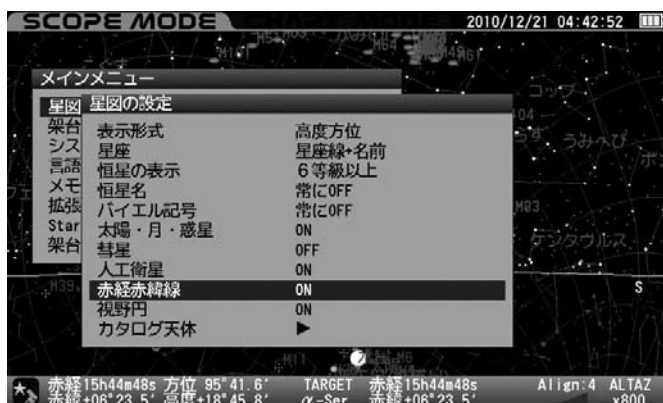 SCOPE MODE CHART MODE 2010/12/21 04:42:52
M51 M64
メインメニュー
コップ
星図 星図の設定
架台
シス
言語
メモ
拡張
Star
架台
表示形式 高度方位
星座 星座線+名前
恒星の表示 6等級以上
恒星名 常にOFF
バイエル記号 常にOFF
太陽・月・惑星 ON
彗星 OFF
人工衛星 ON
赤経赤緯線 ON
視野円 ON
カタログ天体 ▶
うみへび
M83
ケンタウルス
M39
S
M11
赤経15h44m48s 方位 95°41.6′ TARGET 赤経15h44m48s Align:4 ALTAZ
赤緯+06°23.5′ 高度+18°45.8′ α-Ser 赤緯+06°23.5′ x800